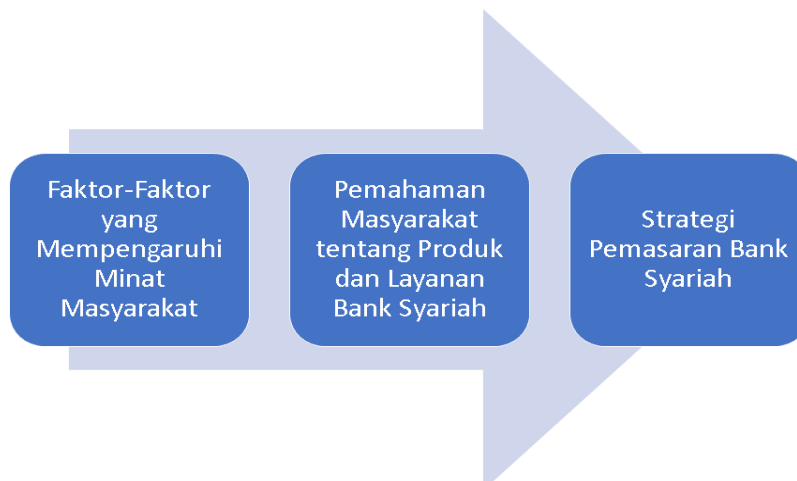 Faktor-Faktor
yang
Mempengaruhi
Minat
Masyarakat
Pemahaman
Masyarakat
tentang Produk
dan Layanan
Bank Syariah
Strategi
Pemasaran Bank
Syariah